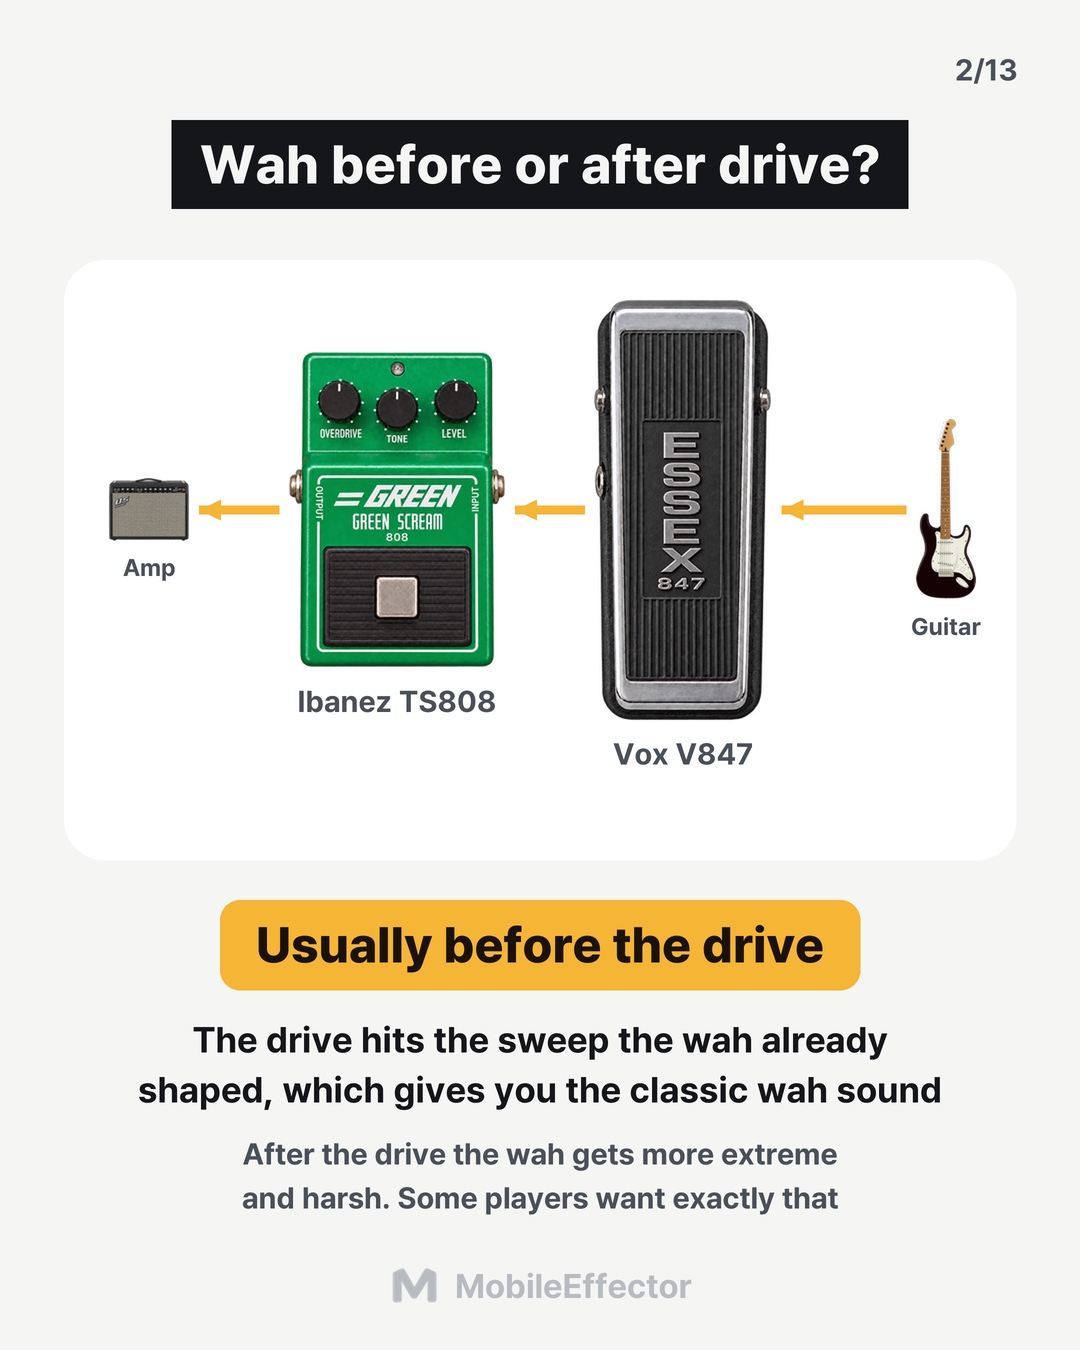 2/13
Wah before or after drive?
OVERDRIVE
TONE
LEVEL
OUTPUT
INPUT
GREEN
GREEN SCREAM
808
ESSEX
847
US
Amp
Ibanez TS808
Vox V847
Guitar
Usually before the drive
The drive hits the sweep the wah already
shaped, which gives you the classic wah sound
After the drive the wah gets more extreme
and harsh. Some players want exactly that
MobileEffector